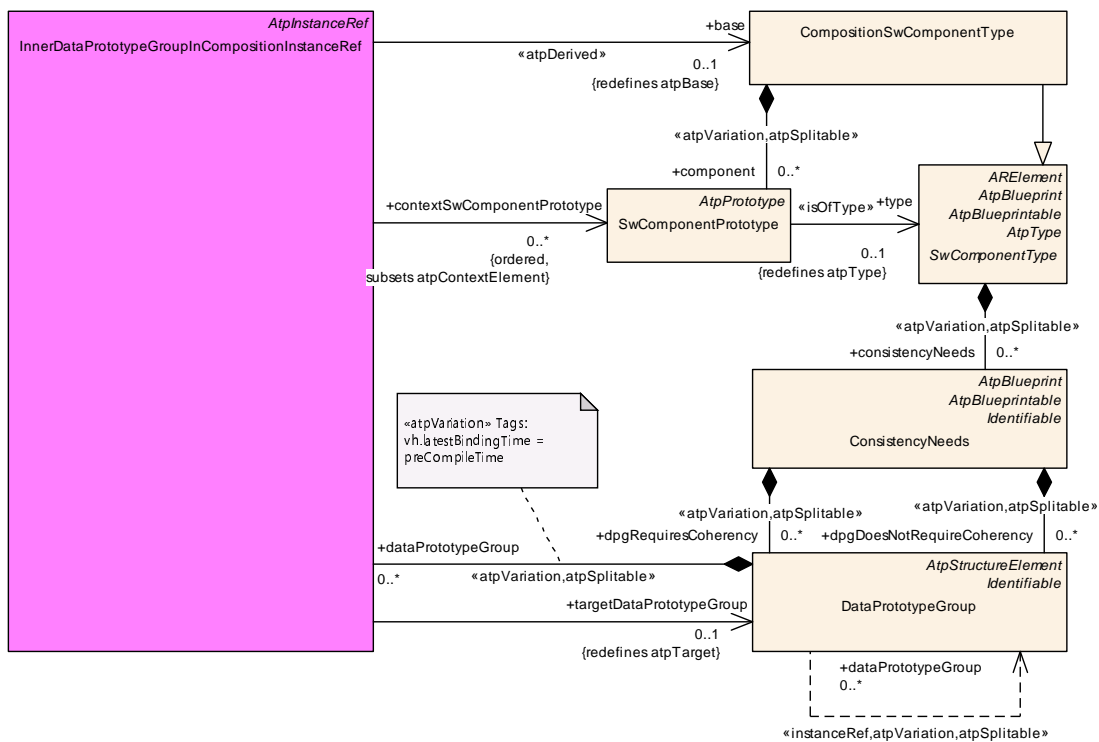 AtpInstanceRef
InnerDataPrototypeGroupInCompositionInstanceRef
+base
CompositionSwComponentType
«atpDerived»
0..1
{redefines atpBase}
«atpVariation,atpSplitable»
+component
0..*
ARElement
AtpBlueprint
AtpBlueprintable
AtpType
SwComponentType
+contextSwComponentPrototype
AtpPrototype
SwComponentPrototype
«isOfType»
+type
0..*
{ordered,
subsets atpContextElement}
0..1
{redefines atpType}
«atpVariation,atpSplitable»
+consistencyNeeds
0..*
AtpBlueprint
AtpBlueprintable
Identifiable
ConsistencyNeeds
«atpVariation» Tags:
vh.latestBindingTime =
preCompileTime
«atpVariation,atpSplitable»
«atpVariation,atpSplitable»
+dpgRequiresCoherency
0..*
+dpgDoesNotRequireCoherency
0..*
+dataPrototypeGroup
0..*
«atpVariation,atpSplitable»
AtpStructureElement
Identifiable
DataPrototypeGroup
+targetDataPrototypeGroup
0..1
{redefines atpTarget}
+dataPrototypeGroup
0..*
«instanceRef,atpVariation,atpSplitable»